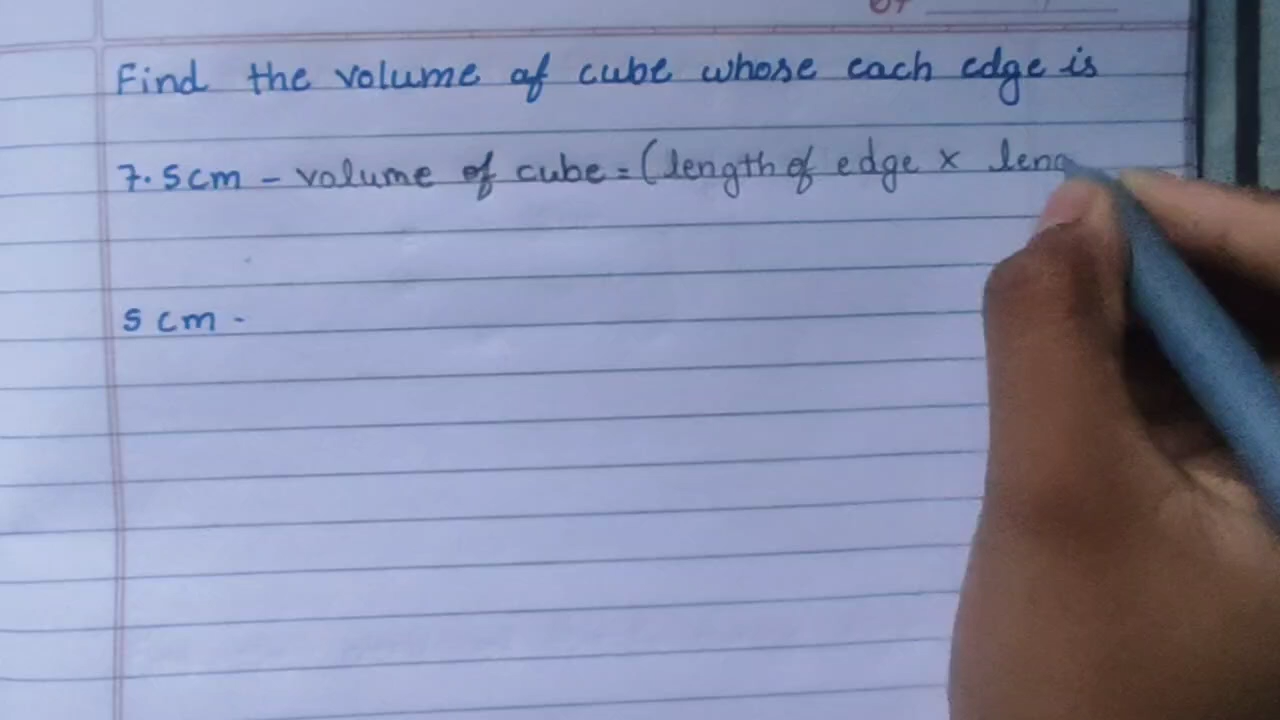 Find the volume of cube whose each edge is
7.5cm - volume of cube = (length of edge × leng
5 cm -